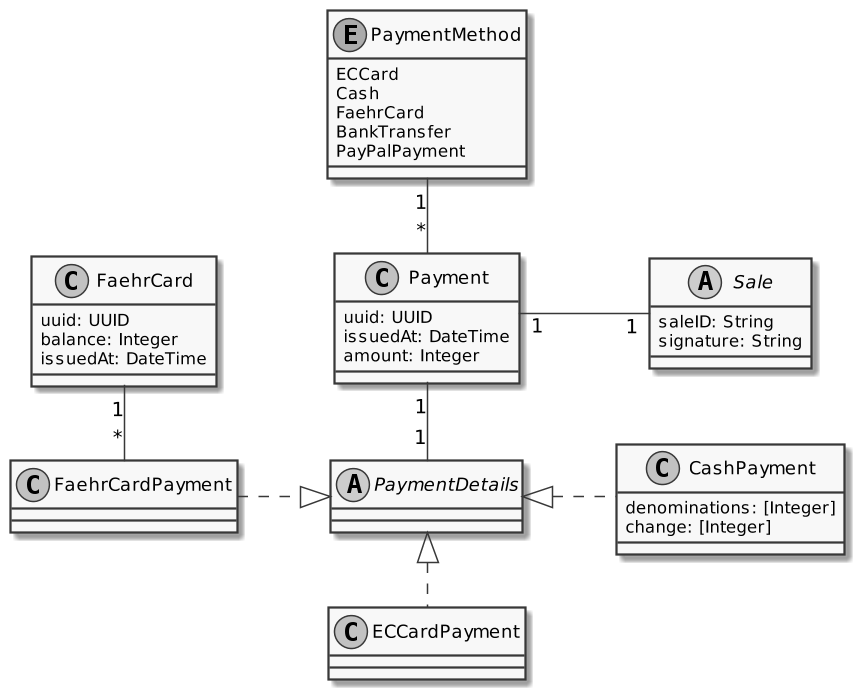 E PaymentMethod
ECCard
Cash
FaehrCard
BankTransfer
PayPalPayment
1
*
C FaehrCard
uuid: UUID
balance: Integer
issuedAt: DateTime
C Payment
uuid: UUID
issuedAt: DateTime
amount: Integer
A Sale
saleID: String
signature: String
1
1
1
*
1
1
C FaehrCardPayment
A PaymentDetails
C CashPayment
denominations: [Integer]
change: [Integer]
C ECCardPayment